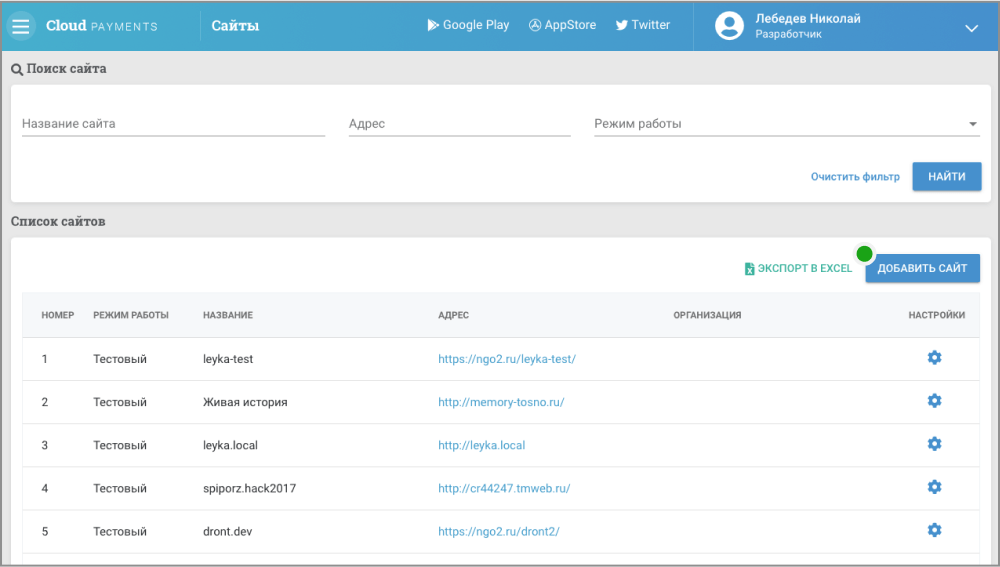 Cloud PAYMENTS Сайты Google Play AppStore Twitter Лебедев Николай
Разработчик
Поиск сайта
Название сайта Адрес Режим работы
Очистить фильтр НАЙТИ
Список сайтов
ЭКСПОРТ В EXCEL ДОБАВИТЬ САЙТ
НОМЕР РЕЖИМ РАБОТЫ НАЗВАНИЕ АДРЕС ОРГАНИЗАЦИЯ НАСТРОЙКИ
1 Тестовый leyka-test https://ngo2.ru/leyka-test/
2 Тестовый Живая история http://memory-tosno.ru/
3 Тестовый leyka.local http://leyka.local
4 Тестовый spiporz.hack2017 http://cr44247.tmweb.ru/
5 Тестовый dront.dev https://ngo2.ru/dront2/